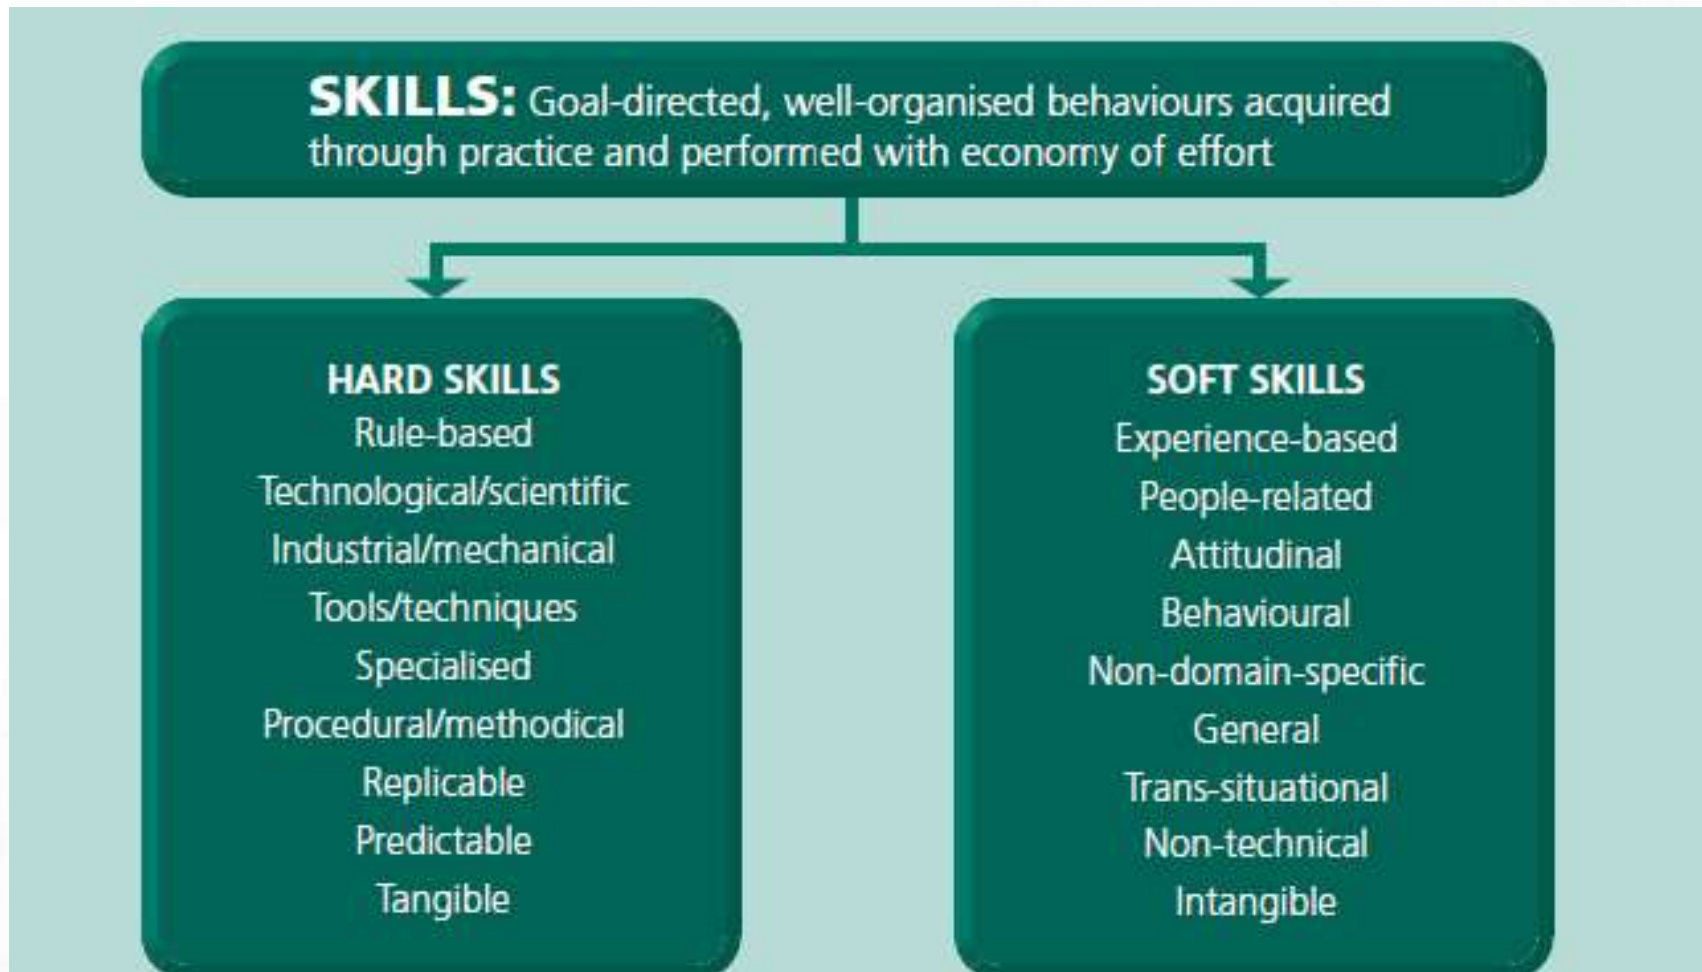 SKILLS: Goal-directed, well-organised behaviours acquired
through practice and performed with economy of effort
HARD SKILLS
Rule-based
Technological/scientific
Industrial/mechanical
Tools/techniques
Specialised
Procedural/methodical
Replicable
Predictable
Tangible
SOFT SKILLS
Experience-based
People-related
Attitudinal
Behavioural
Non-domain-specific
General
Trans-situational
Non-technical
Intangible